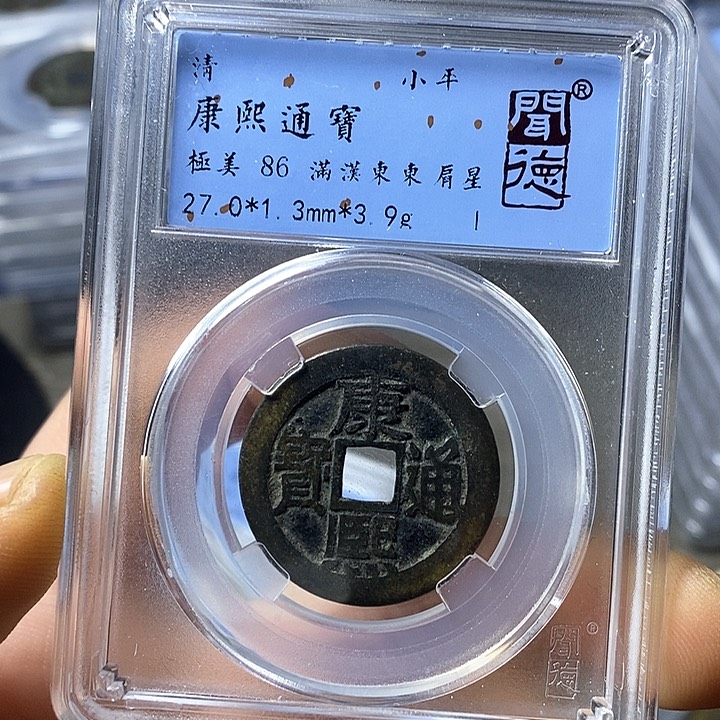 清 小平
康熙通寶
極美 86 滿漢東東 肩星
27.0*1.3mm*3.9g
聞德®
康熙通寶
聞德®